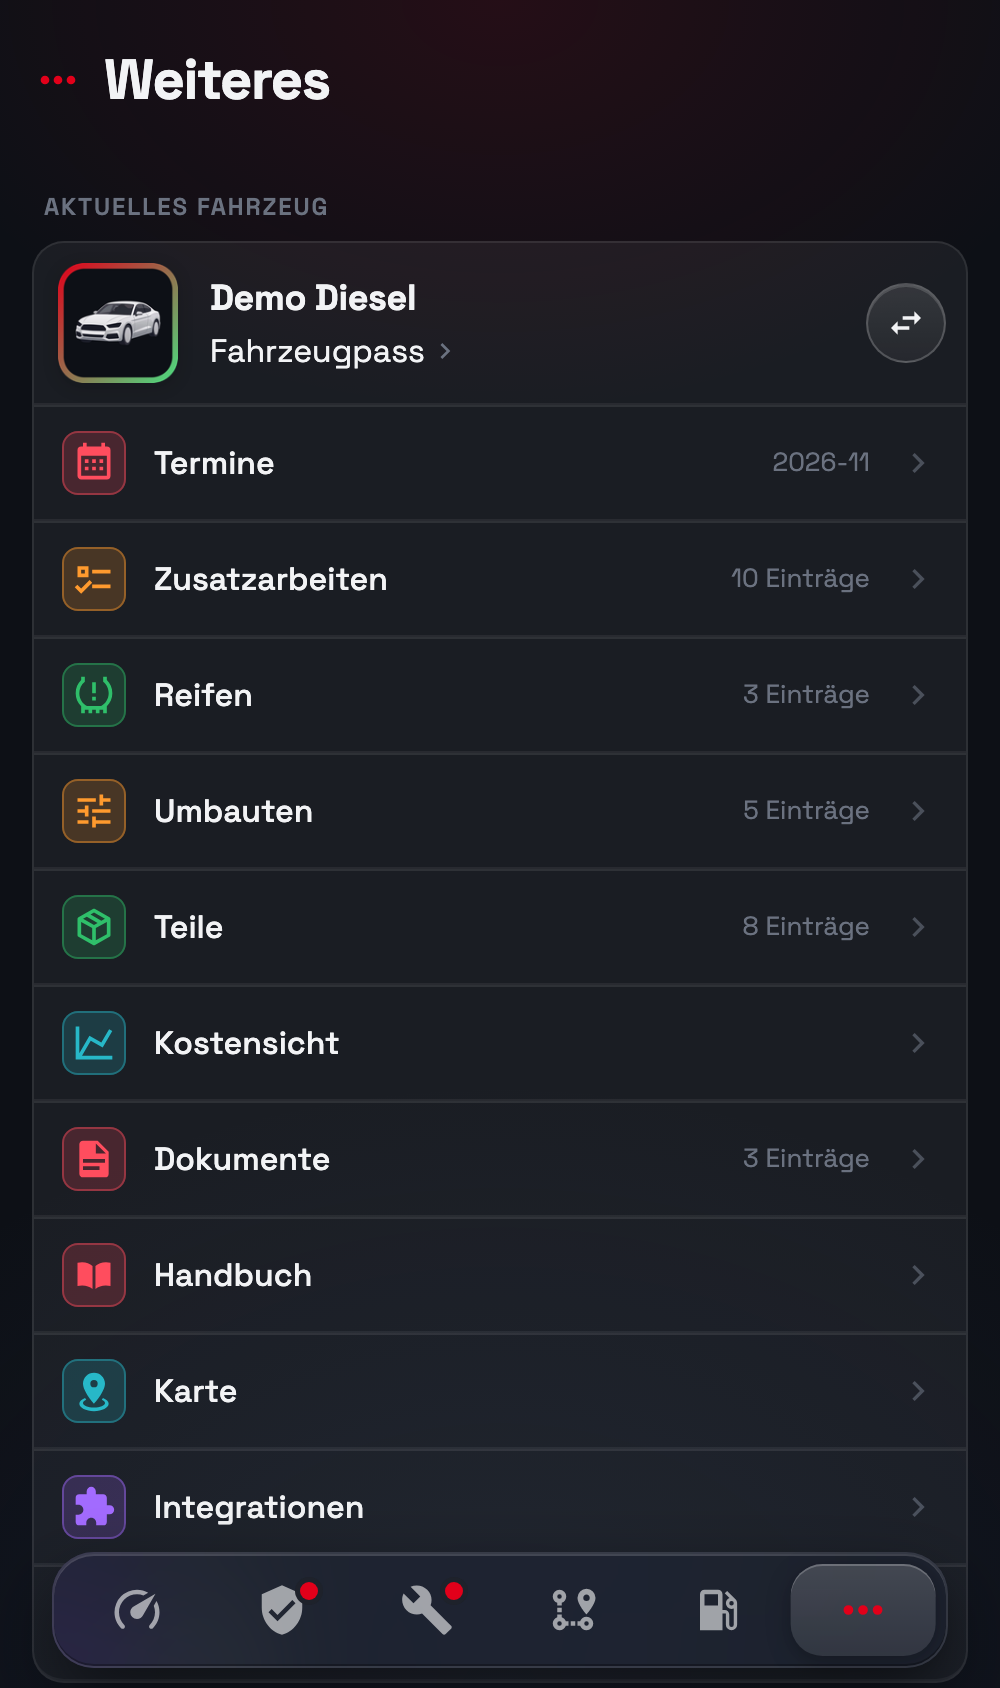 Weiteres
AKTUELLES FAHRZEUG
Demo Diesel
Fahrzeugpass
Termine 2026-11
Zusatzarbeiten 10 Einträge
Reifen 3 Einträge
Umbauten 5 Einträge
Teile 8 Einträge
Kostensicht
Dokumente 3 Einträge
Handbuch
Karte
Integrationen